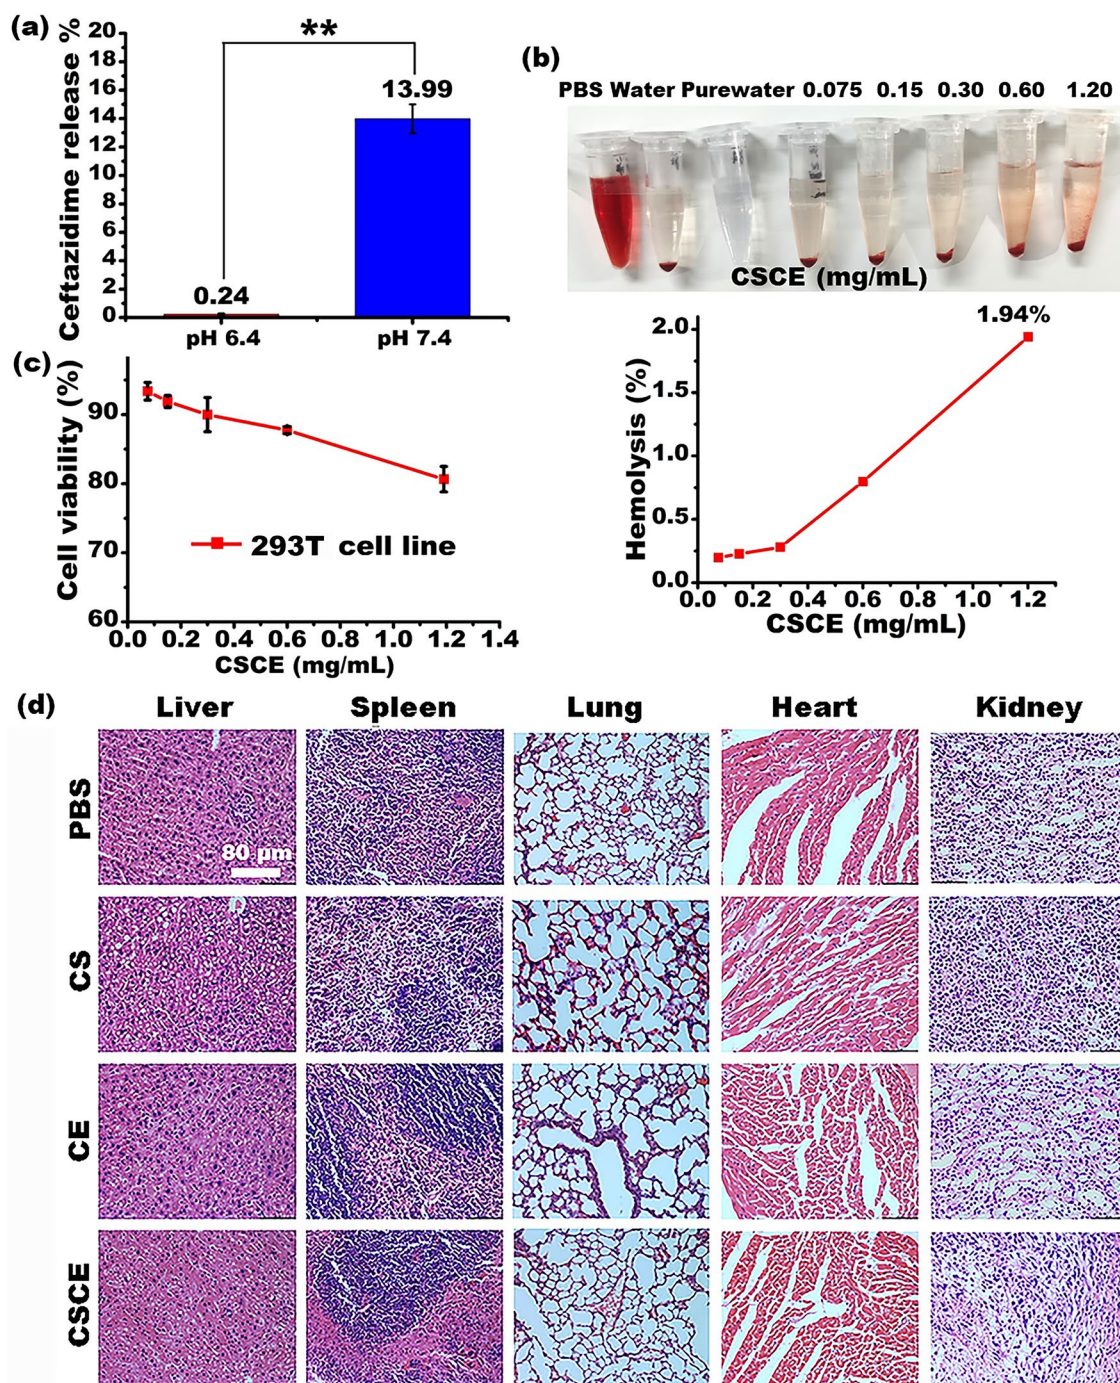 (a)
Ceftazidime release %
20
18
16
14
12
10
8
6
4
2
0
**
13.99
0.24
pH 6.4
pH 7.4
(b)
PBS Water Purewater 0.075 0.15 0.30 0.60 1.20
CSCE (mg/mL)
1.94%
Hemolysis (%)
2.0
1.5
1.0
0.5
0.0
0.0 0.2 0.4 0.6 0.8 1.0 1.2
CSCE (mg/mL)
(c)
Cell viability (%)
90
80
70
60
293T cell line
0.0 0.2 0.4 0.6 0.8 1.0 1.2 1.4
CSCE (mg/mL)
(d)
Liver Spleen Lung Heart Kidney
PBS
80 μm
CS
CE
CSCE